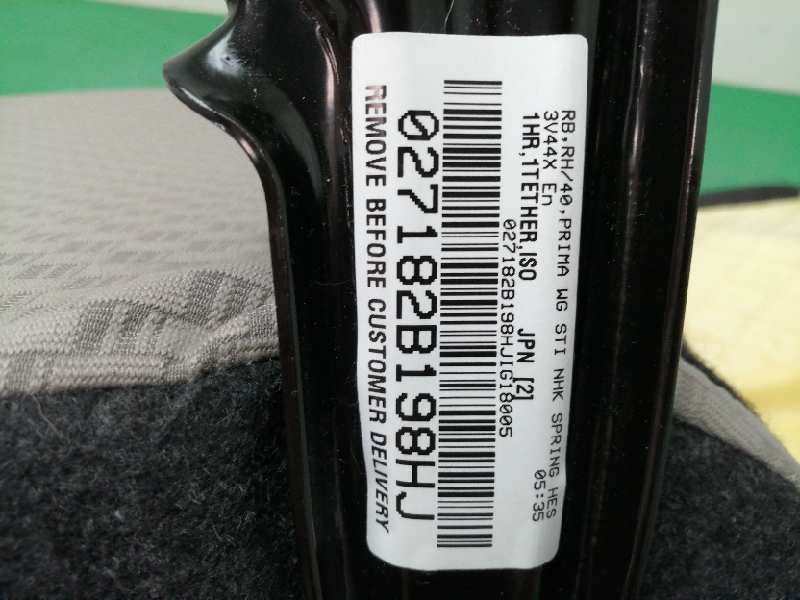 RB,RH/40,PRIMA WG STI NHK SPRING HES
3V44X En 05:35
1HR,1TETHER,ISO JPN [2]
027182B198HJIG18005
027182B198HJ
REMOVE BEFORE CUSTOMER DELIVERY